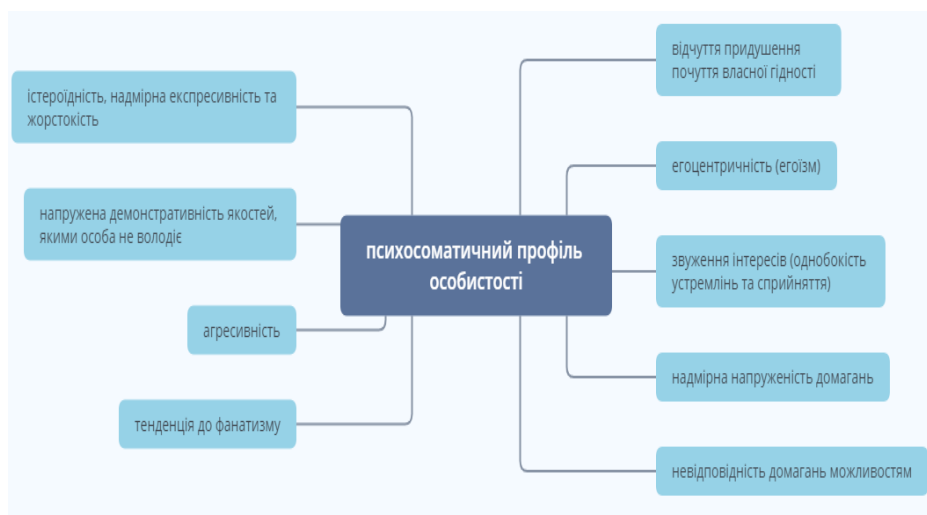 істероїдність, надмірна експресивність та
жорстокість
напружена демонстративність якостей,
якими особа не володіє
агресивність
тенденція до фанатизму
психосоматичний профіль
особистості
відчуття придушення
почуття власної гідності
егоцентричність (егоїзм)
звуження інтересів (однобокість
устремлінь та сприйняття)
надмірна напруженість домагань
невідповідність домагань можливостям